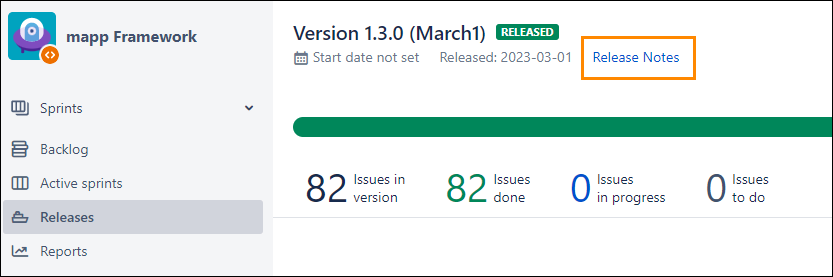 mapp Framework
Sprints
Backlog
Active sprints
Releases
Reports
Version 1.3.0 (March1) RELEASED
Start date not set Released: 2023-03-01 Release Notes
82 Issues in version
82 Issues done
0 Issues in progress
0 Issues to do